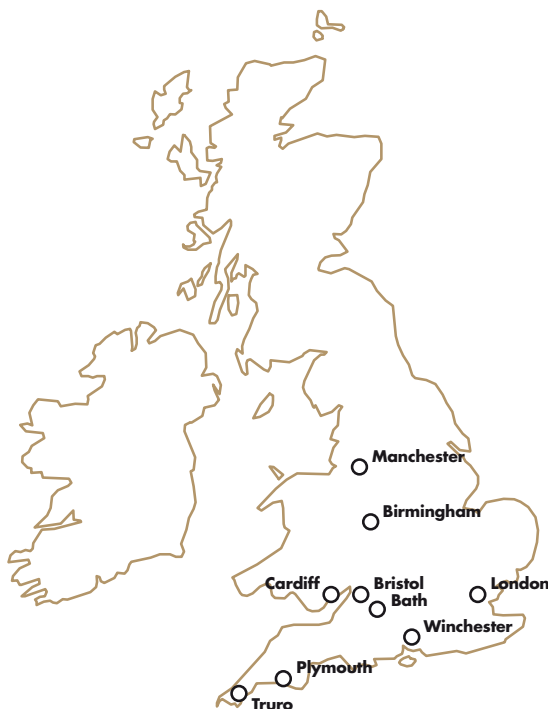 Manchester
Birmingham
Cardiff
Bristol
London
Bath
Winchester
Plymouth
Truro